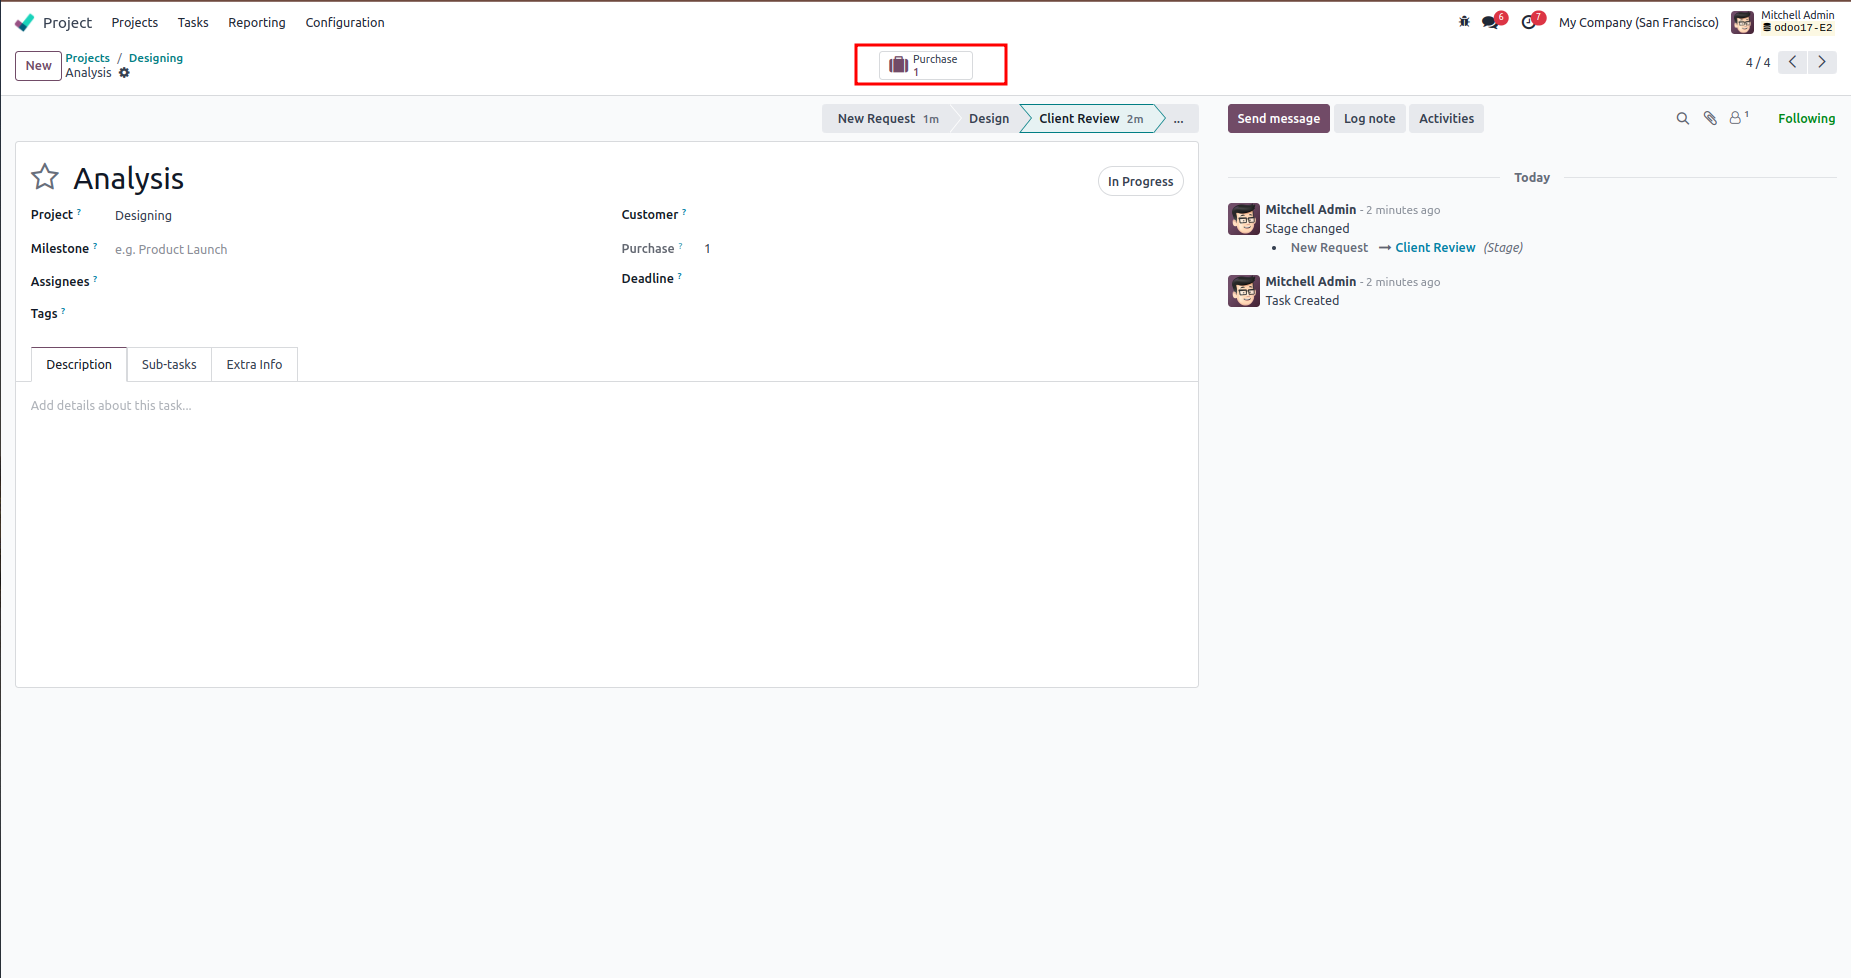 Project Projects Tasks Reporting Configuration
6 7 My Company (San Francisco) Mitchell Admin
odoo17-E2
New Projects / Designing
Analysis
Purchase
1
4 / 4
New Request 1m Design Client Review 2m ...
Send message Log note Activities 1 Following
Analysis
In Progress
Project ? Designing
Milestone ? e.g. Product Launch
Assignees ?
Tags ?
Customer ?
Purchase ? 1
Deadline ?
Description Sub-tasks Extra Info
Add details about this task...
Today
Mitchell Admin - 2 minutes ago
Stage changed
• New Request → Client Review (Stage)
Mitchell Admin - 2 minutes ago
Task Created